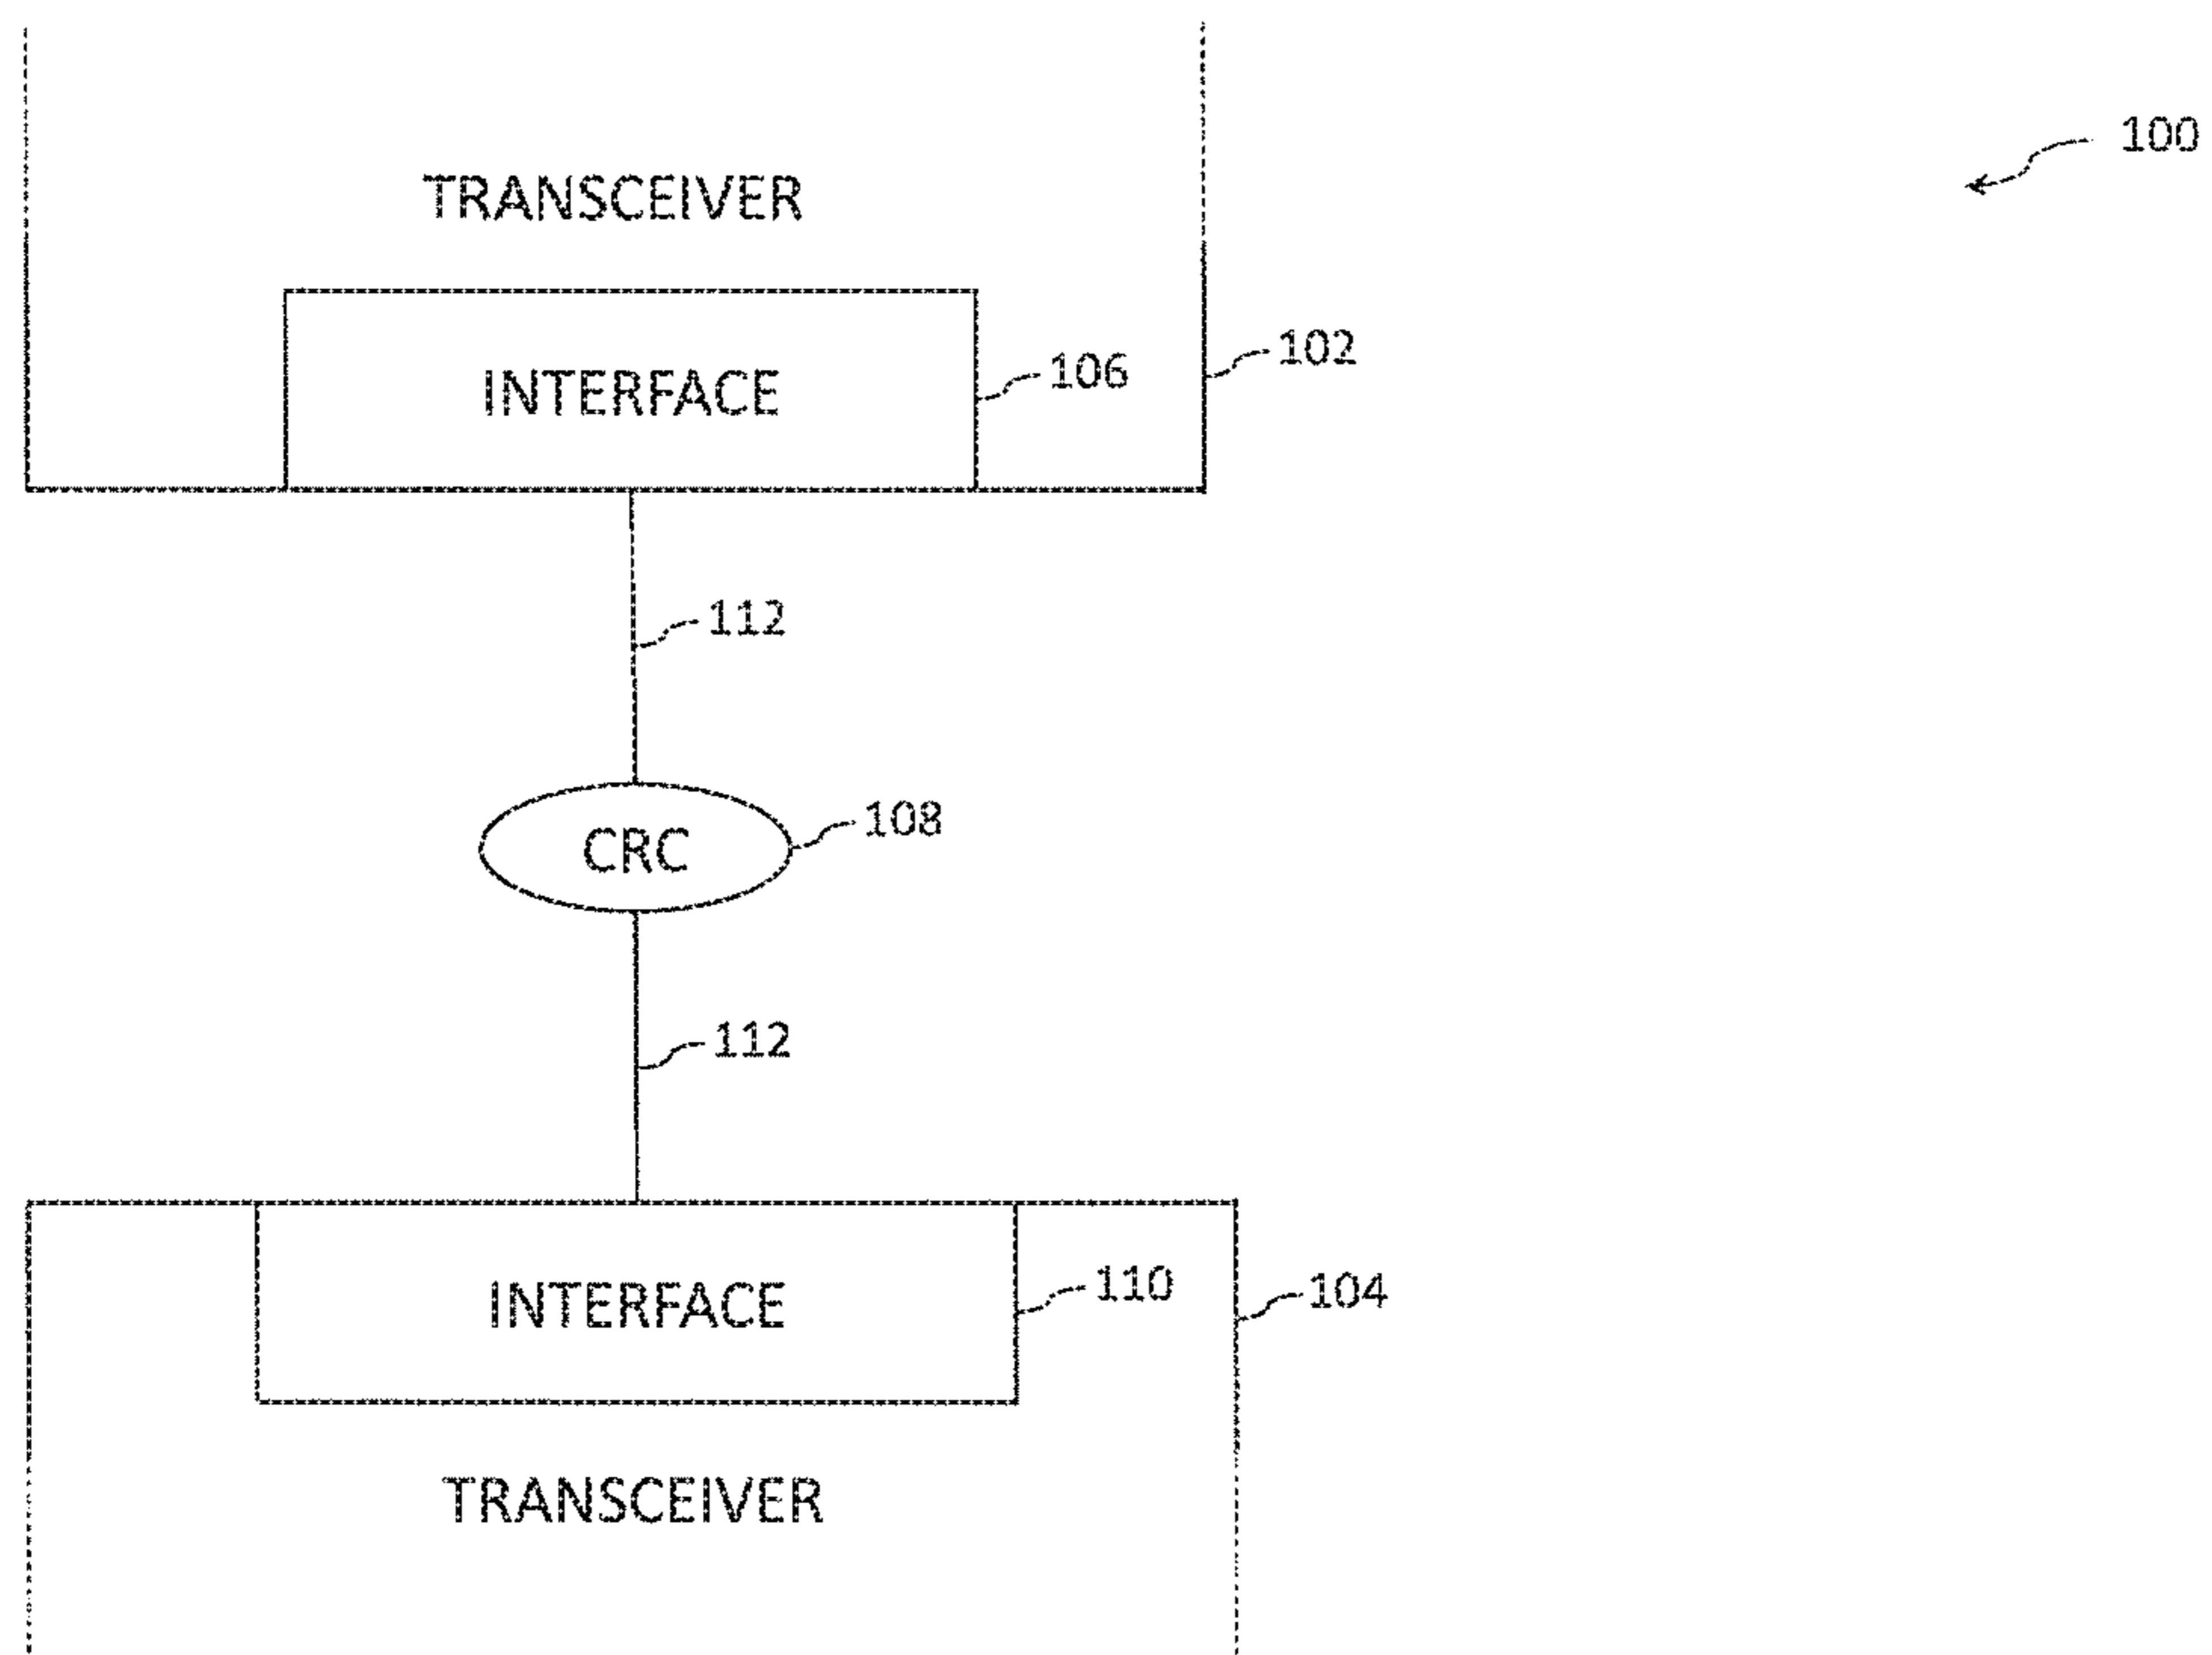 100
TRANSCEIVER
102
106
INTERFACE
112
108
CRC
112
110
104
INTERFACE
TRANSCEIVER